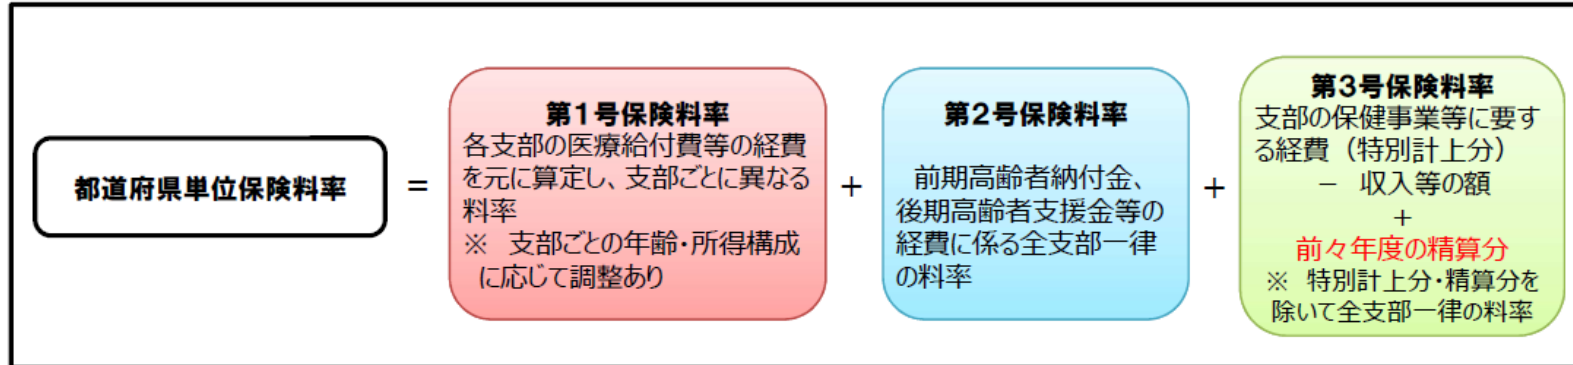 都道府県単位保険料率
=
第1号保険料率
各支部の医療給付費等の経費
を元に算定し、支部ごとに異なる
料率
※ 支部ごとの年齢・所得構成
に応じて調整あり
+
第2号保険料率
前期高齢者納付金、
後期高齢者支援金等の
経費に係る全支部一律
の料率
+
第3号保険料率
支部の保健事業等に要す
る経費（特別計上分）
－ 収入等の額
+
前々年度の精算分
※ 特別計上分・精算分を
除いて全支部一律の料率